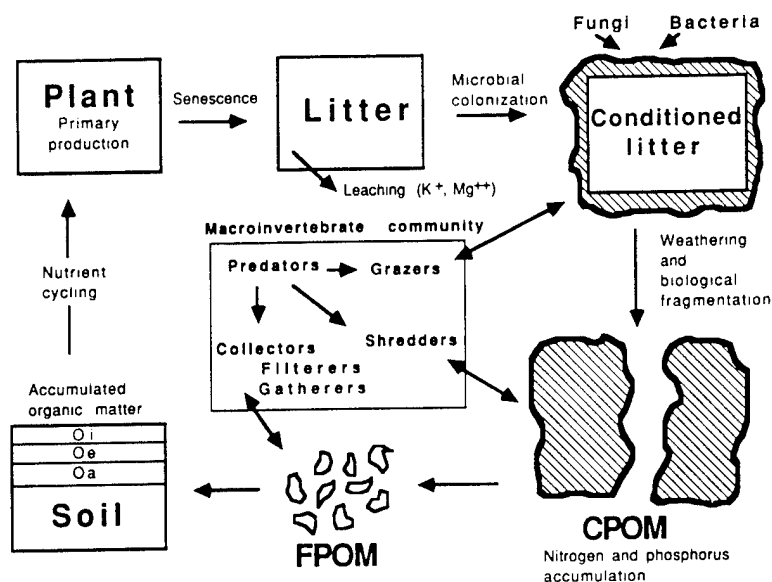 Fungi Bacteria
Plant
Primary
production
Senescence
Litter
Microbial
colonization
Conditioned
litter
Leaching (K+, Mg++)
Macroinvertebrate community
Predators
Grazers
Collectors
Filterers
Gatherers
Shredders
Weathering
and
biological
fragmentation
Nutrient
cycling
Accumulated
organic matter
Oi
Oe
Oa
Soil
FPOM
CPOM
Nitrogen and phosphorus
accumulation